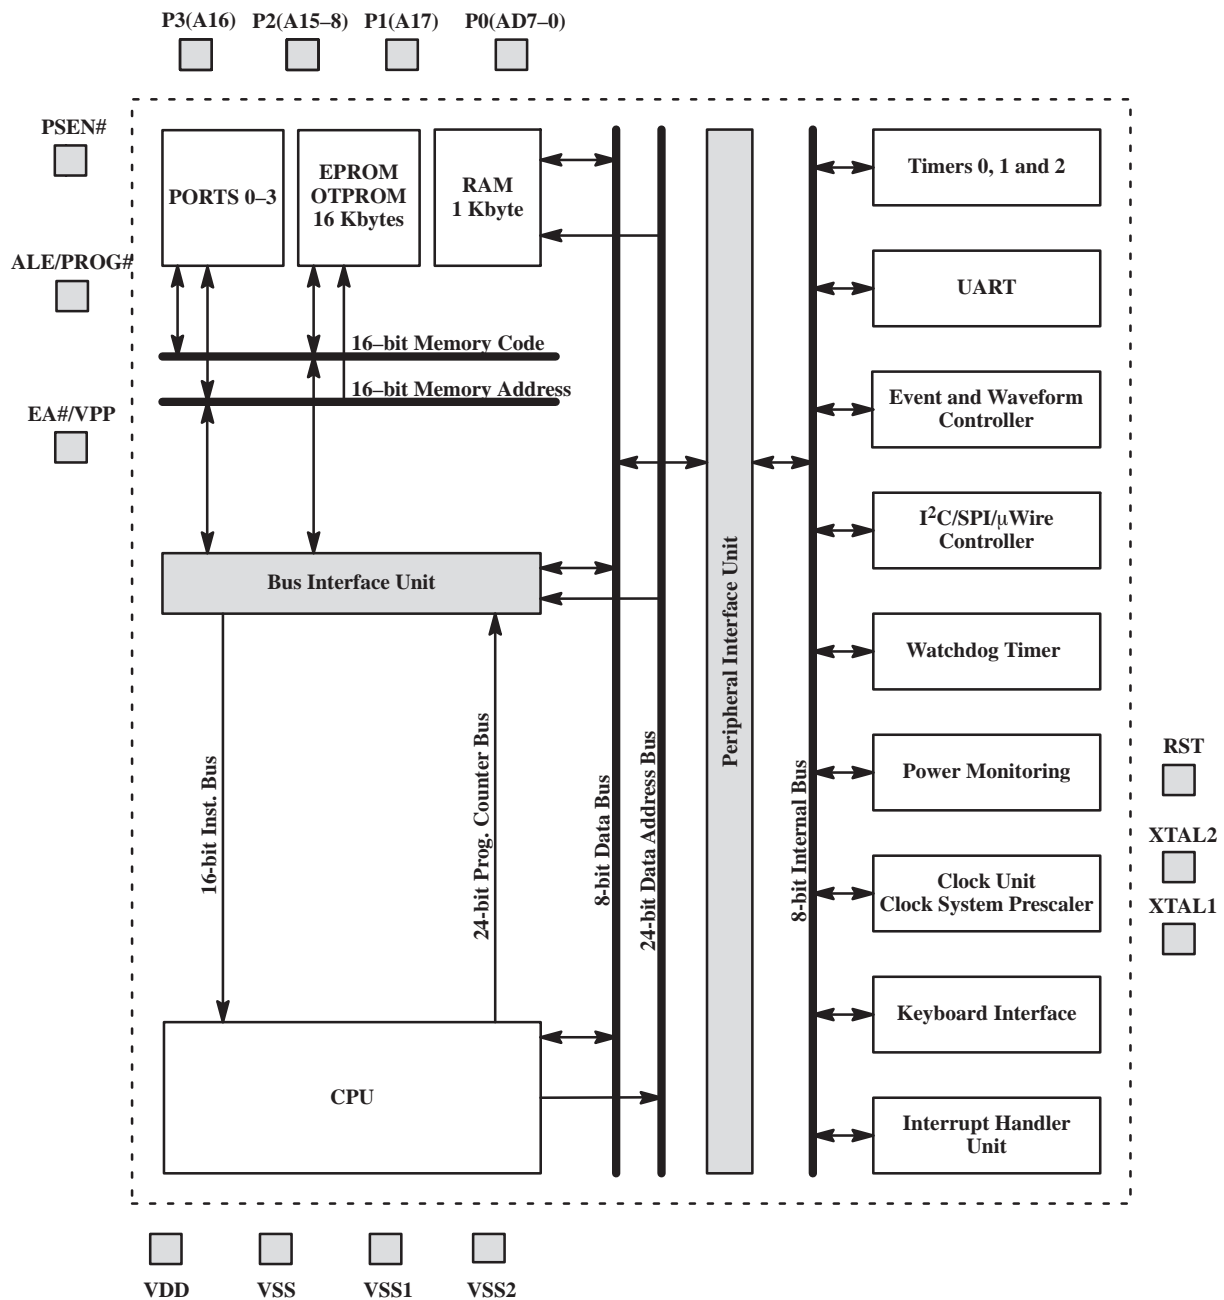 P3(A16) P2(A15–8) P1(A17) P0(AD7–0)
PSEN#
ALE/PROG#
EA#/VPP
PORTS 0–3
EPROM
OTPROM
16 Kbytes
RAM
1 Kbyte
16–bit Memory Code
16–bit Memory Address
Bus Interface Unit
16-bit Inst. Bus
24-bit Prog. Counter Bus
8-bit Data Bus
24-bit Data Address Bus
Peripheral Interface Unit
8-bit Internal Bus
CPU
Timers 0, 1 and 2
UART
Event and Waveform
Controller
I²C/SPI/μWire
Controller
Watchdog Timer
Power Monitoring
Clock Unit
Clock System Prescaler
Keyboard Interface
Interrupt Handler
Unit
RST
XTAL2
XTAL1
VDD VSS VSS1 VSS2